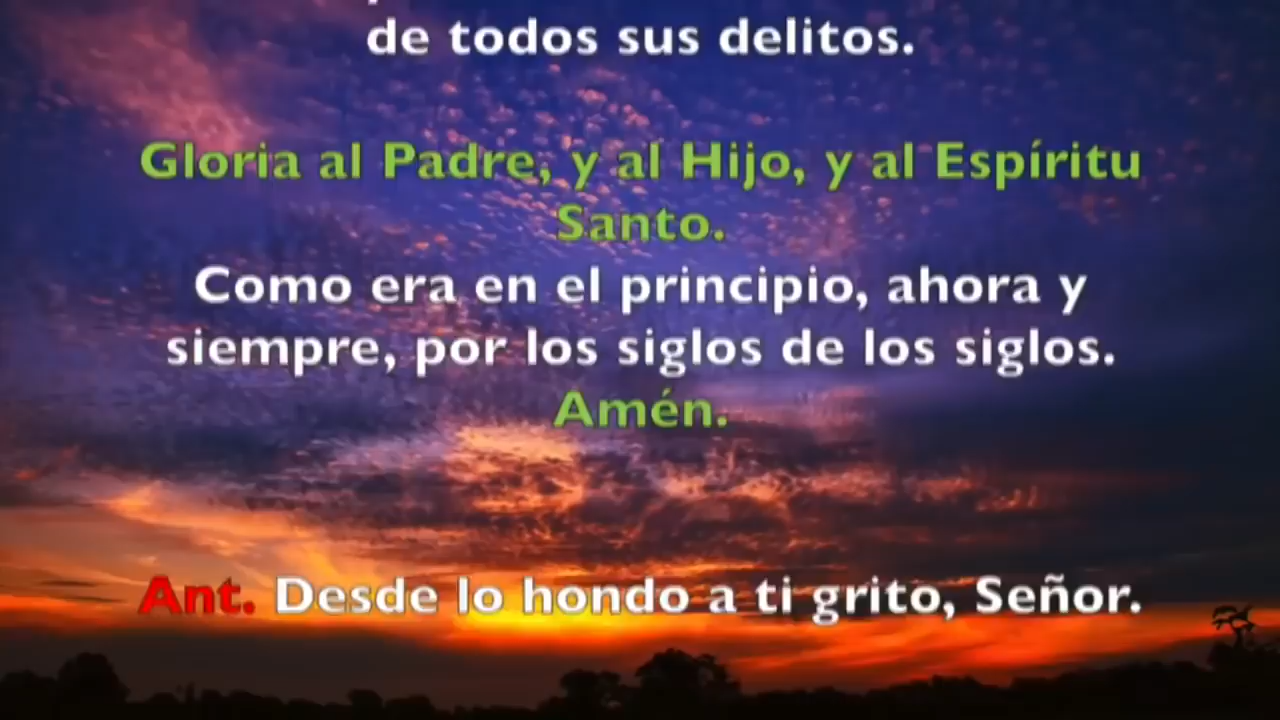 de todos sus delitos.
Gloria al Padre, y al Hijo, y al Espíritu
Santo.
Como era en el principio, ahora y
siempre, por los siglos de los siglos.
Amén.
Ant. Desde lo hondo a ti grito, Señor.